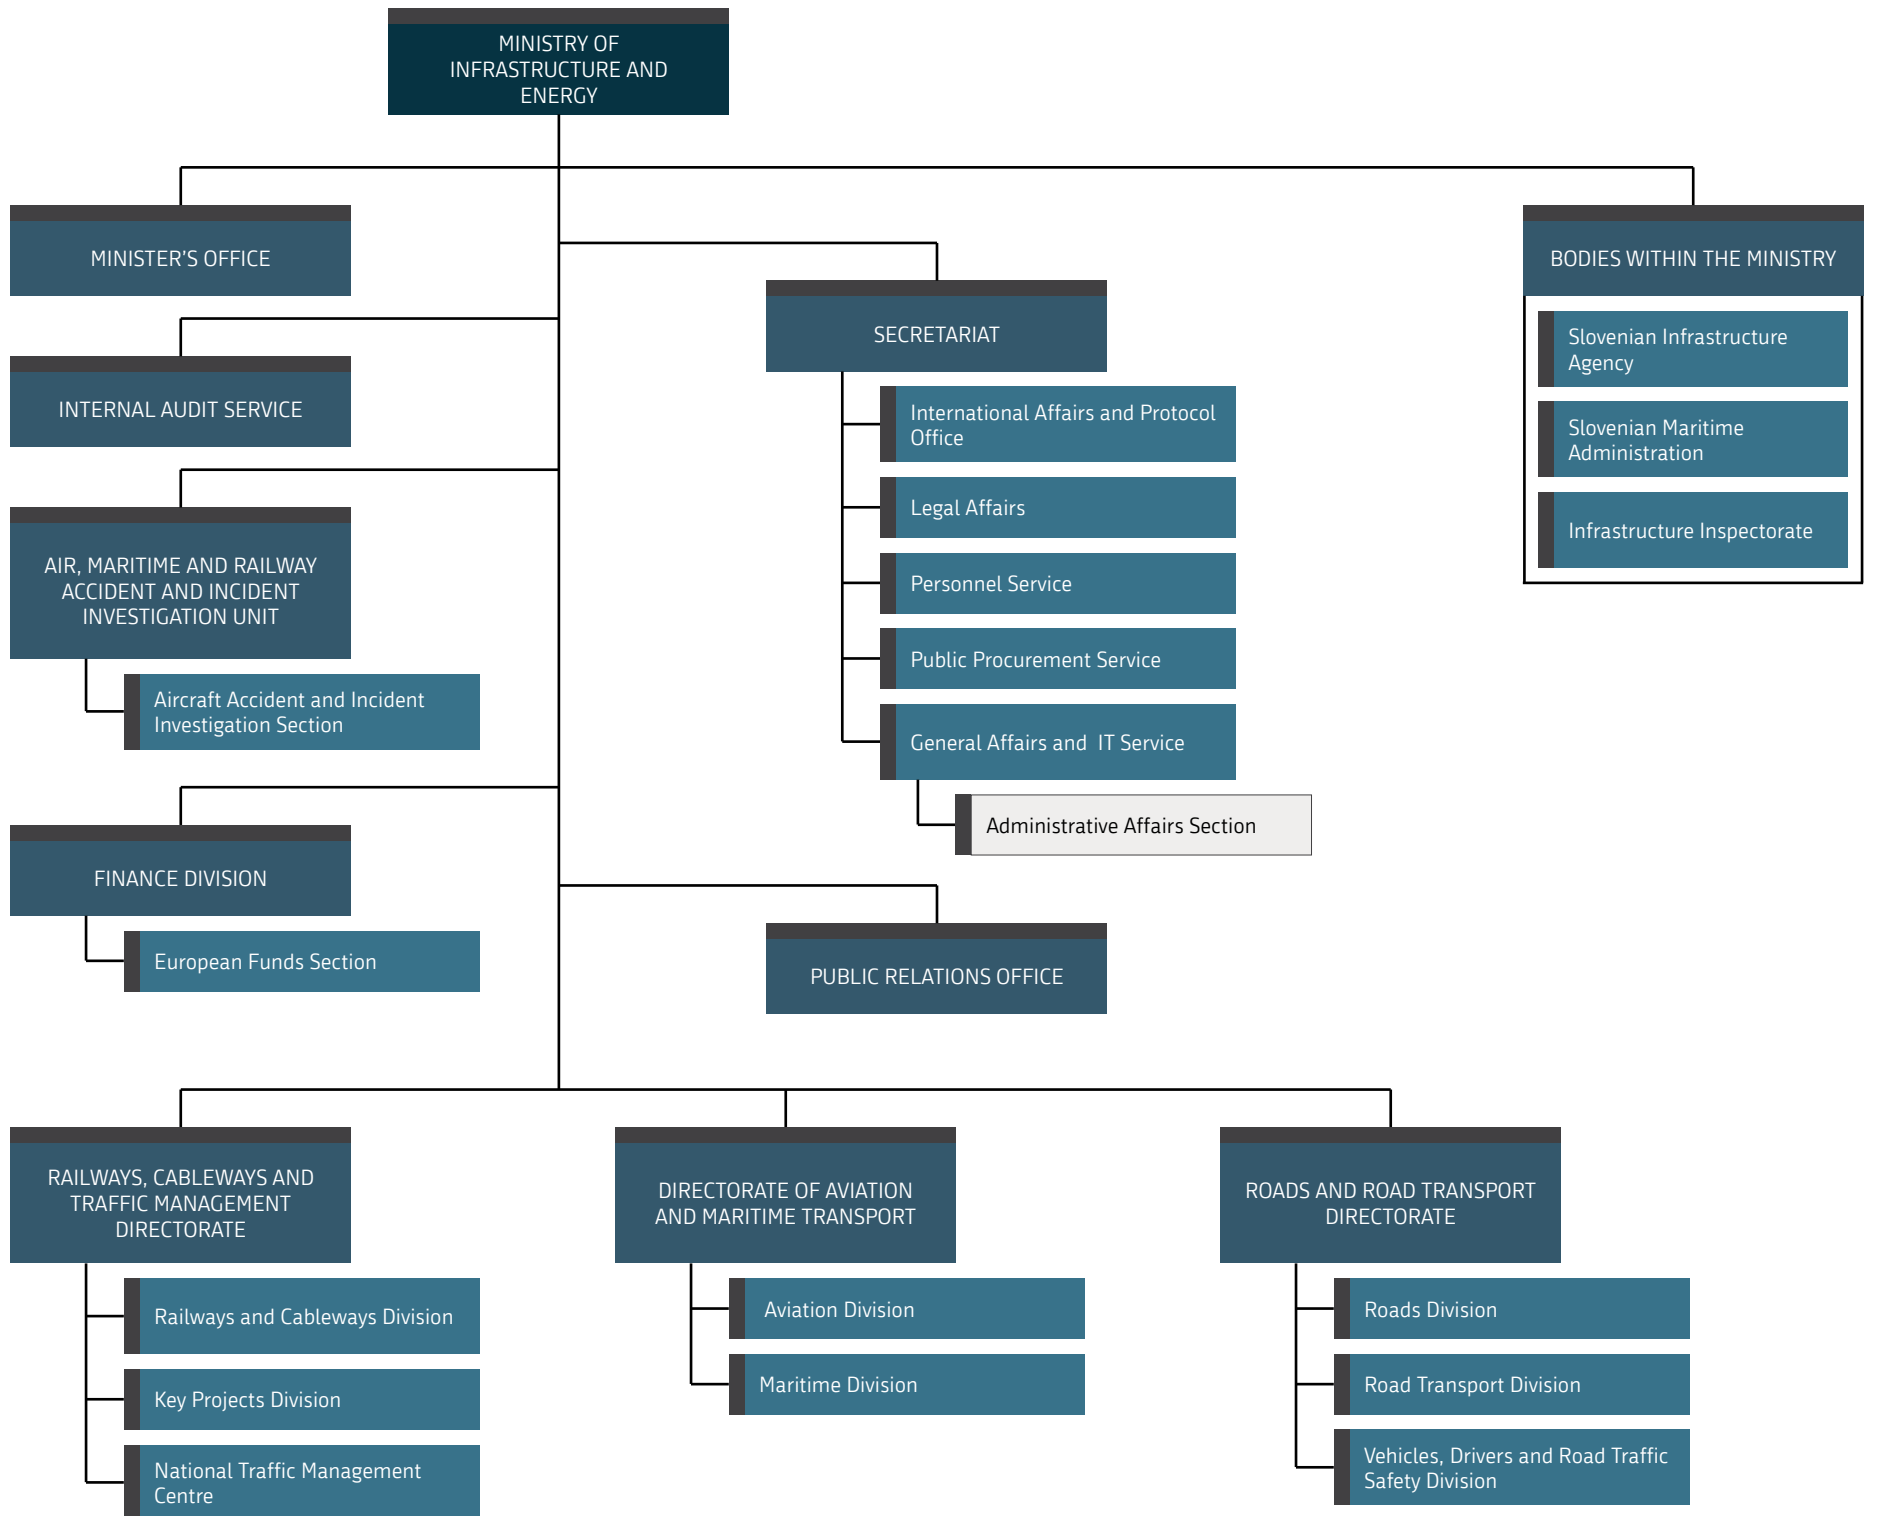 MINISTRY OF
INFRASTRUCTURE AND
ENERGY
MINISTER'S OFFICE
INTERNAL AUDIT SERVICE
AIR, MARITIME AND RAILWAY
ACCIDENT AND INCIDENT
INVESTIGATION UNIT
Aircraft Accident and Incident
Investigation Section
FINANCE DIVISION
European Funds Section
SECRETARIAT
International Affairs and Protocol
Office
Legal Affairs
Personnel Service
Public Procurement Service
General Affairs and  IT Service
Administrative Affairs Section
PUBLIC RELATIONS OFFICE
BODIES WITHIN THE MINISTRY
Slovenian Infrastructure
Agency
Slovenian Maritime
Administration
Infrastructure Inspectorate
RAILWAYS, CABLEWAYS AND
TRAFFIC MANAGEMENT
DIRECTORATE
Railways and Cableways Division
Key Projects Division
National Traffic Management
Centre
DIRECTORATE OF AVIATION
AND MARITIME TRANSPORT
Aviation Division
Maritime Division
ROADS AND ROAD TRANSPORT
DIRECTORATE
Roads Division
Road Transport Division
Vehicles, Drivers and Road Traffic
Safety Division